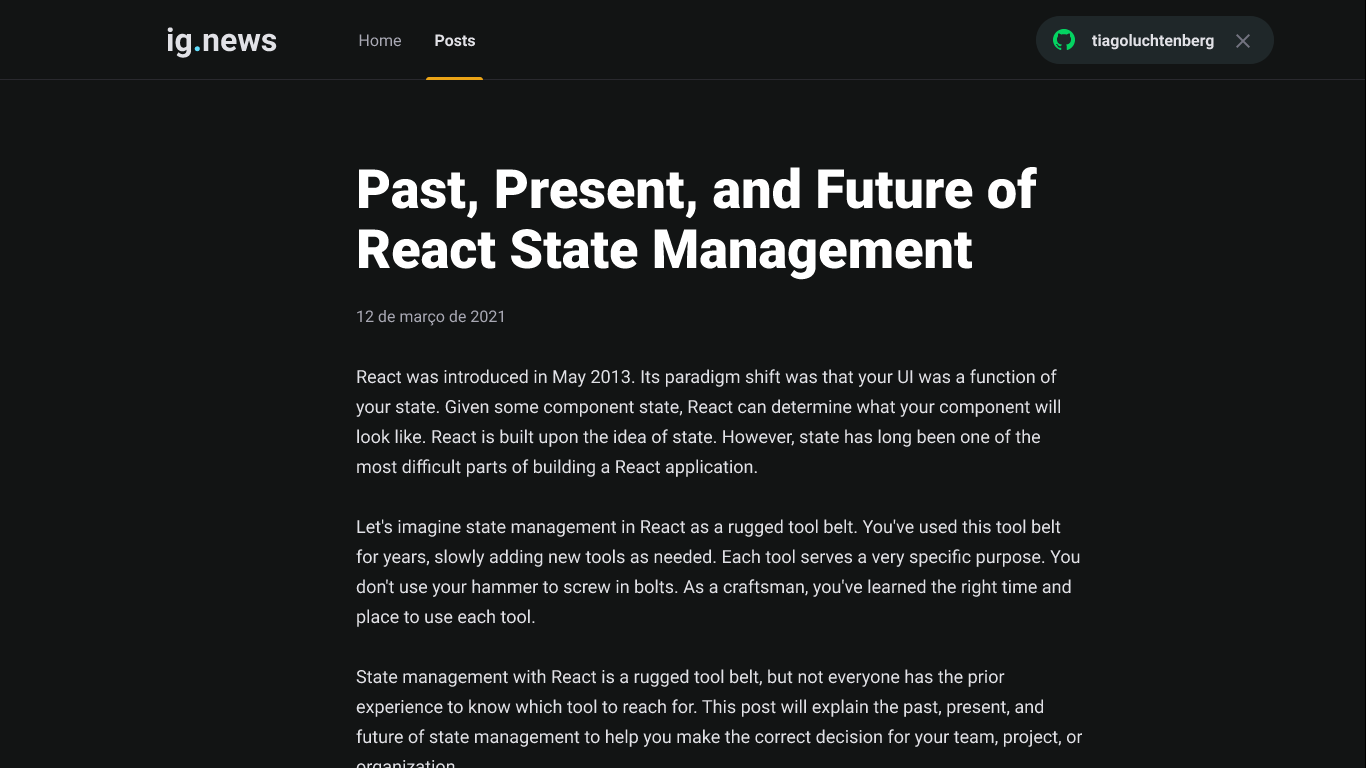 ig.news
Home
Posts
tiagoluchtenberg
Past, Present, and Future of
React State Management
12 de março de 2021
React was introduced in May 2013. Its paradigm shift was that your UI was a function of
your state. Given some component state, React can determine what your component will
look like. React is built upon the idea of state. However, state has long been one of the
most difficult parts of building a React application.
Let's imagine state management in React as a rugged tool belt. You've used this tool belt
for years, slowly adding new tools as needed. Each tool serves a very specific purpose. You
don't use your hammer to screw in bolts. As a craftsman, you've learned the right time and
place to use each tool.
State management with React is a rugged tool belt, but not everyone has the prior
experience to know which tool to reach for. This post will explain the past, present, and
future of state management to help you make the correct decision for your team, project, or
organization.